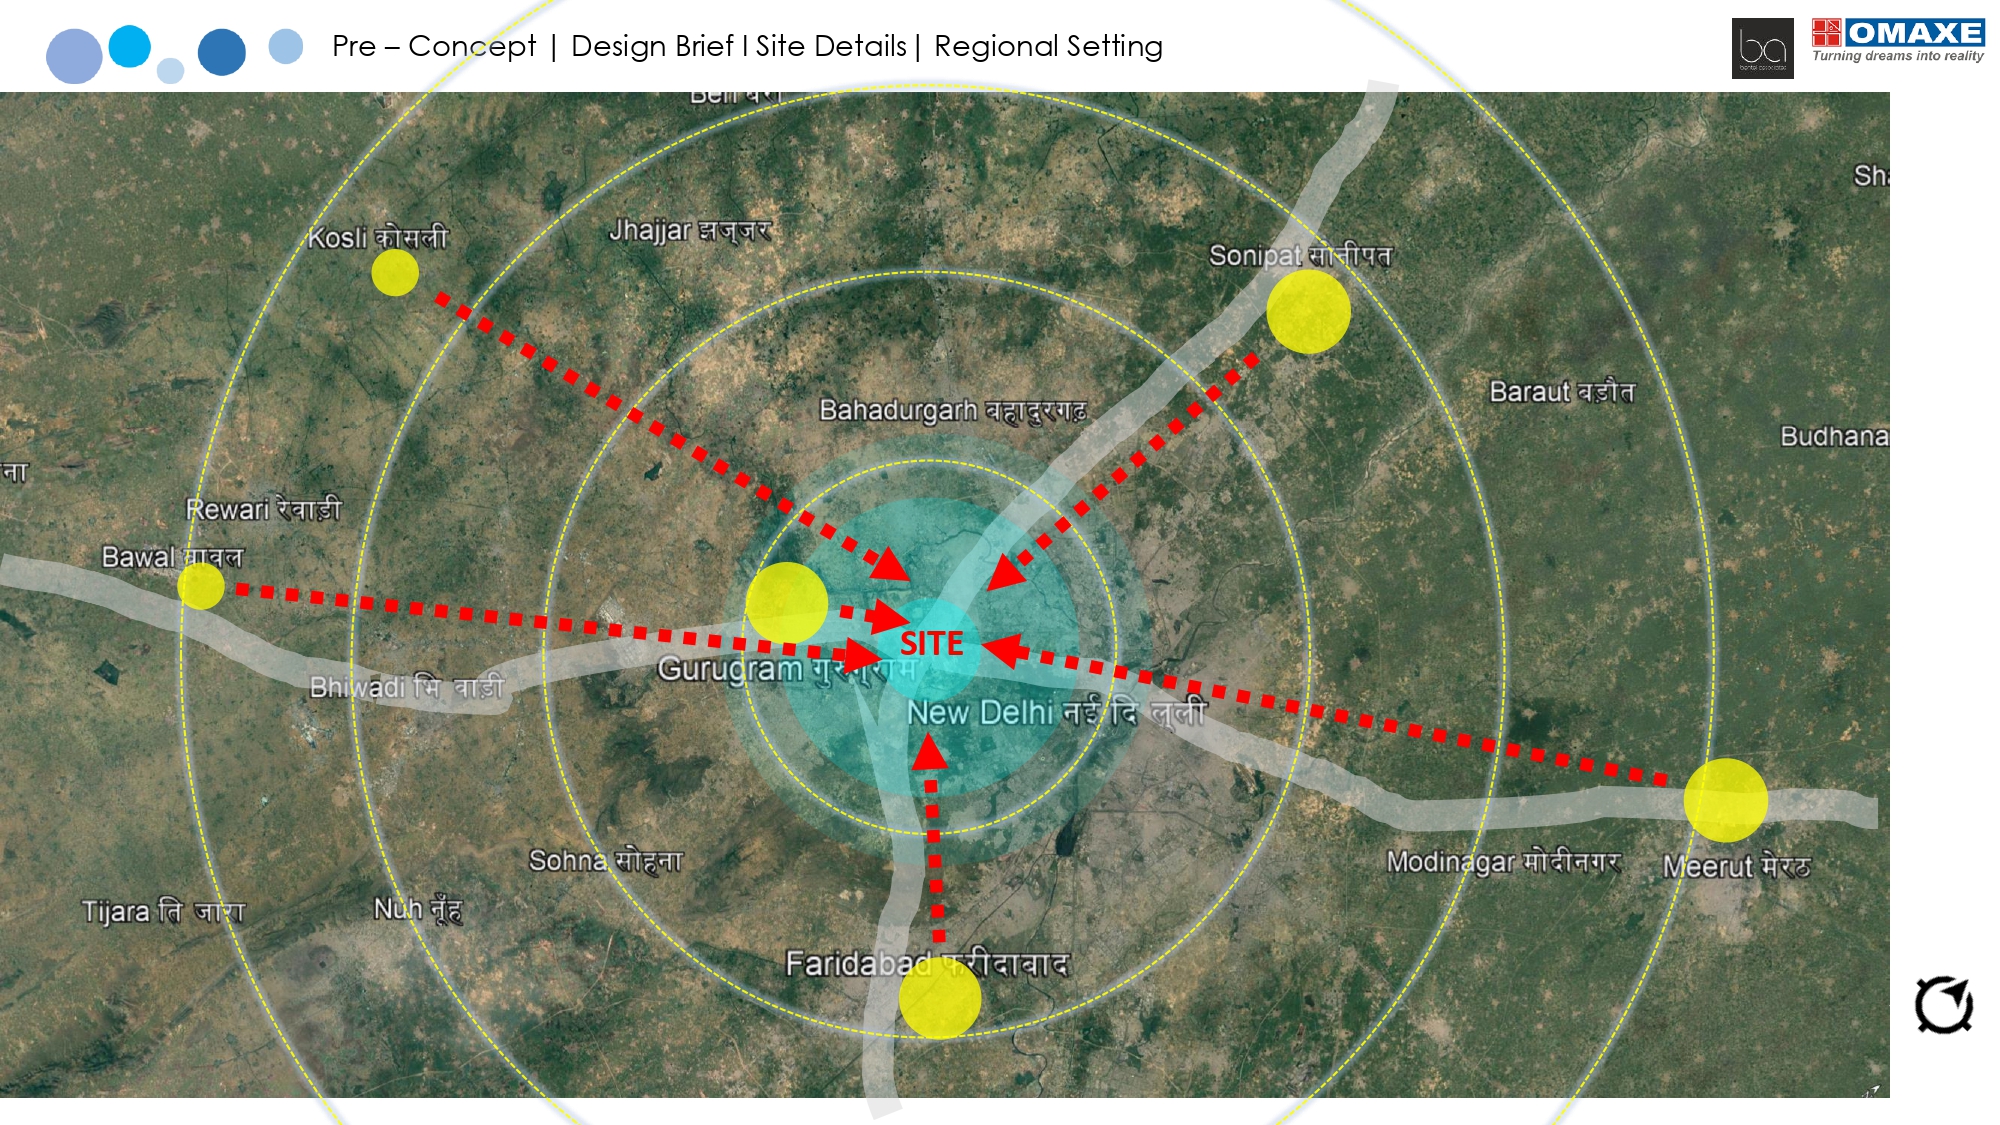 Pre – Concept | Design Brief I Site Details| Regional Setting
ba
OMAXE
Turning dreams into reality
Kosli कोसली
Jhajjar झज्जर
Sonipat सोनीपत
Baraut बड़ौत
Budhana
Bahadurgarh बहादुरगढ़
ना
Rewari रेवाड़ी
Bawal बावल
SITE
Gurugram गुरुग्राम
Bhiwadi भिवाड़ी
New Delhi नई दिल्ली
Sohna सोहना
Modinagar मोदीनगर
Meerut मेरठ
Tijara तिजारा
Nuh नूँह
Faridabad फरीदाबाद